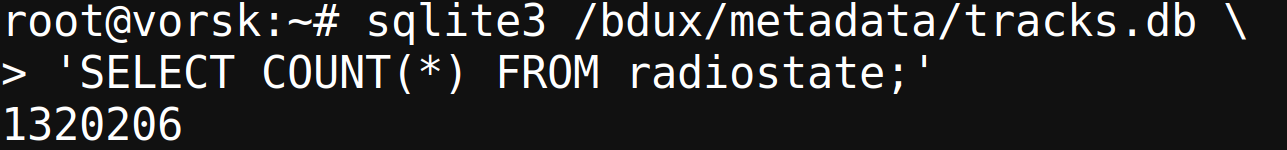 root@vorsk:~# sqlite3 /bdux/metadata/tracks.db \
> 'SELECT COUNT(*) FROM radiostate;'
1320206